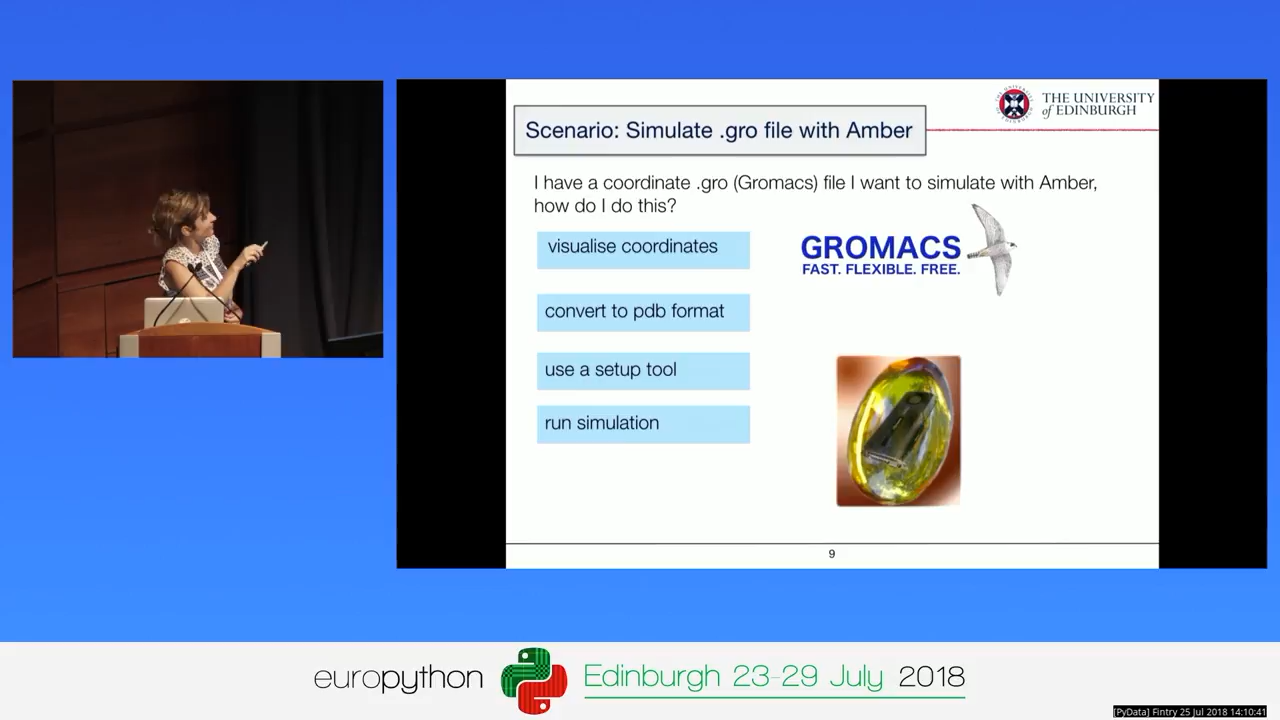 THE UNIVERSITY
of EDINBURGH
Scenario: Simulate .gro file with Amber
I have a coordinate .gro (Gromacs) file I want to simulate with Amber,
how do I do this?
visualise coordinates
convert to pdb format
use a setup tool
run simulation
GROMACS
FAST. FLEXIBLE. FREE.
9
europython
Edinburgh 23-29 July 2018
[PyData] Fintry 25 Jul 2018 14:10:41